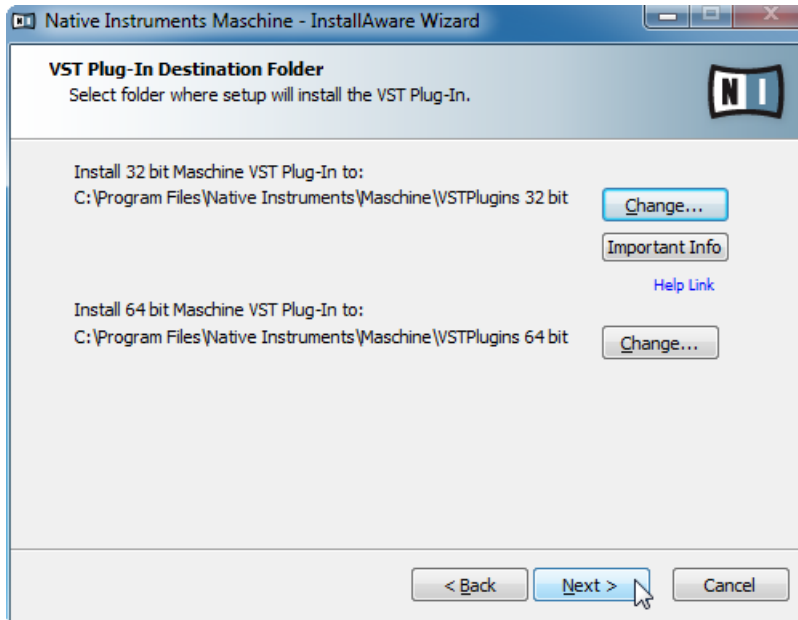 Native Instruments Maschine - InstallAware Wizard
VST Plug-In Destination Folder
Select folder where setup will install the VST Plug-In.
N I
Install 32 bit Maschine VST Plug-In to:
C:\Program Files\Native Instruments\Maschine\VSTPlugins 32 bit
Change...
Important Info
Help Link
Install 64 bit Maschine VST Plug-In to:
C:\Program Files\Native Instruments\Maschine\VSTPlugins 64 bit
Change...
< Back
Next >
Cancel